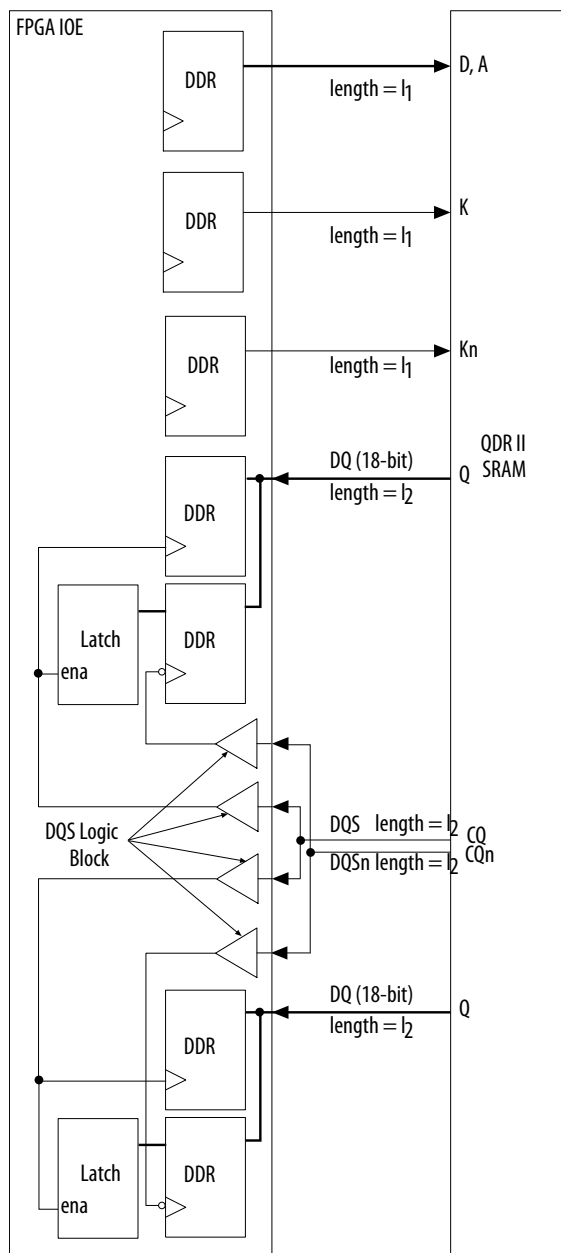 FPGA IOE
DDR
D, A
length = l1
DDR
K
length = l1
DDR
Kn
length = l1
QDR II
SRAM
DQ (18-bit)
Q
length = l2
DDR
Latch
ena
DDR
DQS Logic
Block
DQS length = l2
CQ
DQSn length = l2
CQn
DQ (18-bit)
Q
length = l2
DDR
Latch
ena
DDR